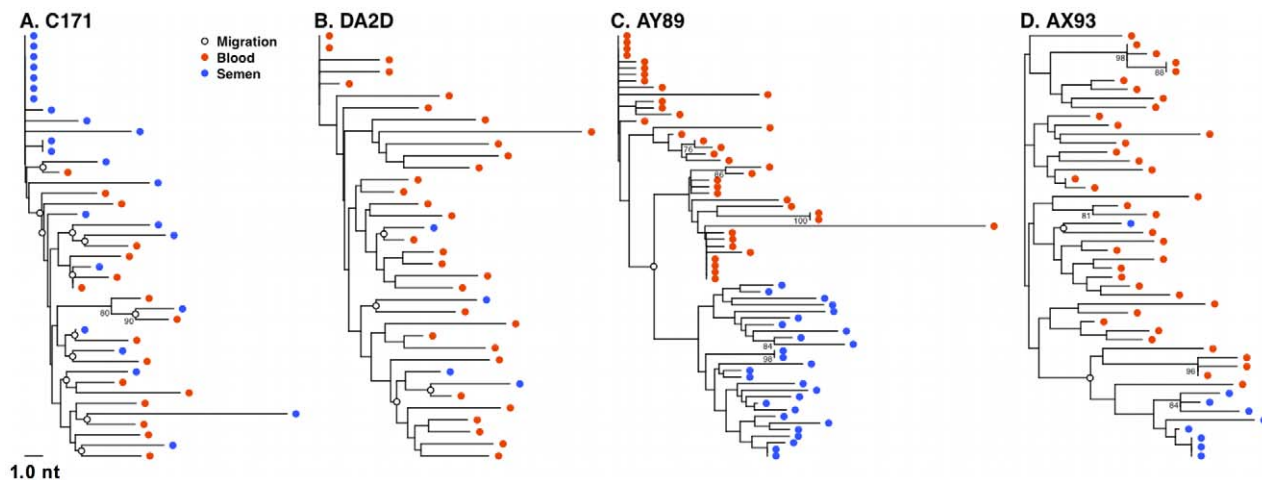 A. C171
B. DA2D
C. AY89
D. AX93
Migration
Blood
Semen
98
88
76
86
81
100
80
90
84
98
96
84
1.0 nt